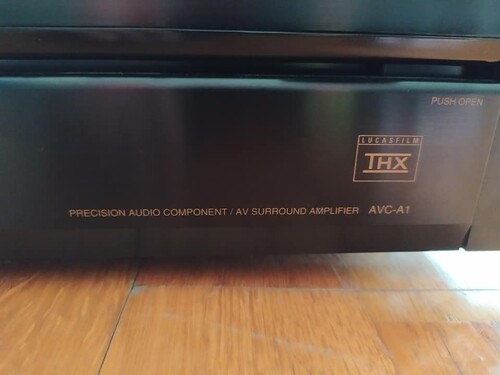 PUSH OPEN
LUCASFILM
THX
PRECISION AUDIO COMPONENT / AV SURROUND AMPLIFIER AVC-A1